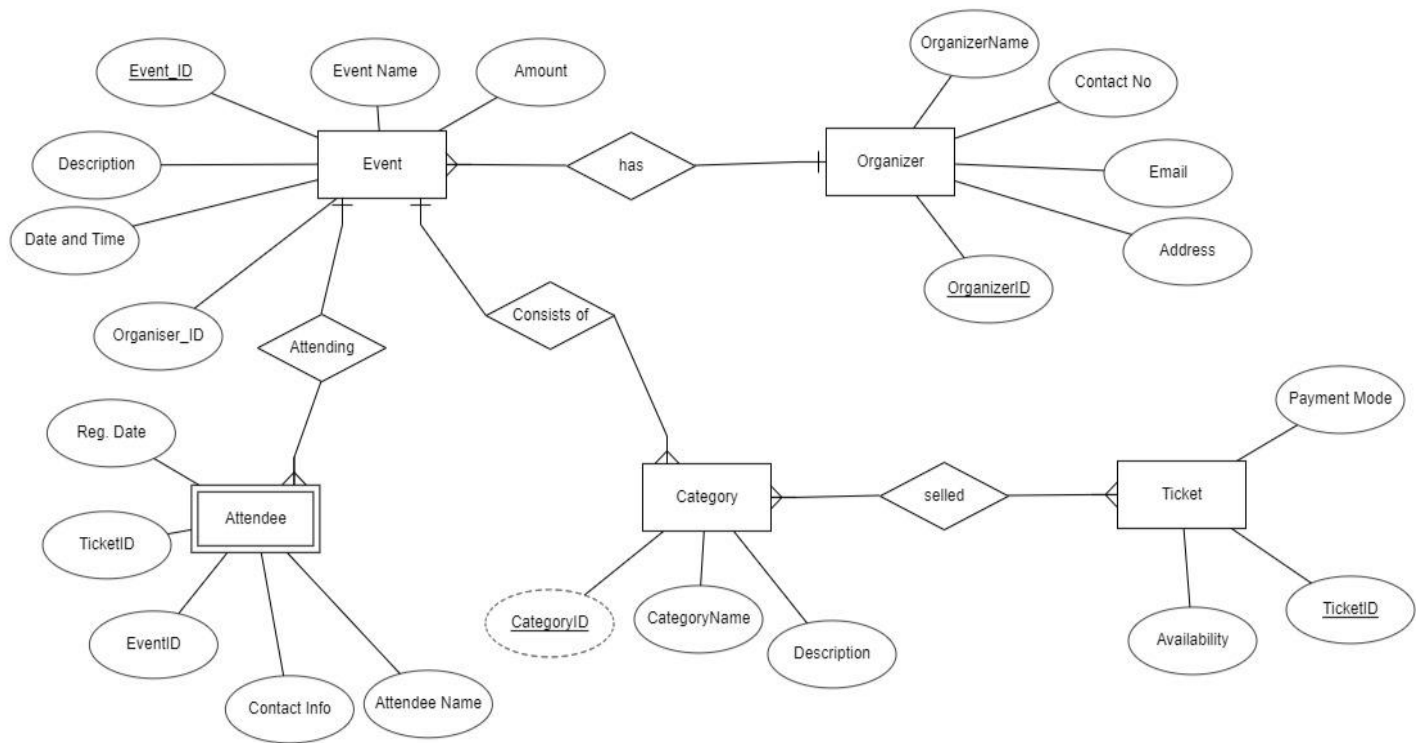 OrganizerName
Event_ID
Event Name
Amount
Contact No
Description
Event
has
Organizer
Email
Date and Time
Address
OrganizerID
Organiser_ID
Attending
Consists of
Payment Mode
Reg. Date
Attendee
Category
selled
Ticket
TicketID
CategoryID
CategoryName
TicketID
EventID
Description
Availability
Contact Info
Attendee Name